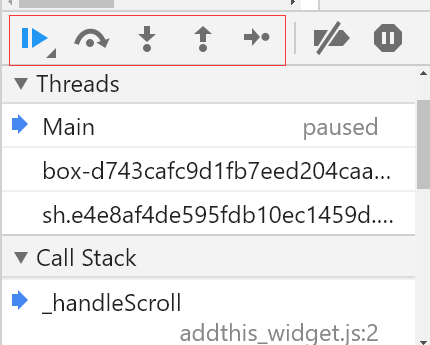 Threads
Main paused
box-d743cafc9d1fb7eed204caa...
sh.e4e8af4de595fdb10ec1459d....
Call Stack
_handleScroll
addthis_widget.js:2